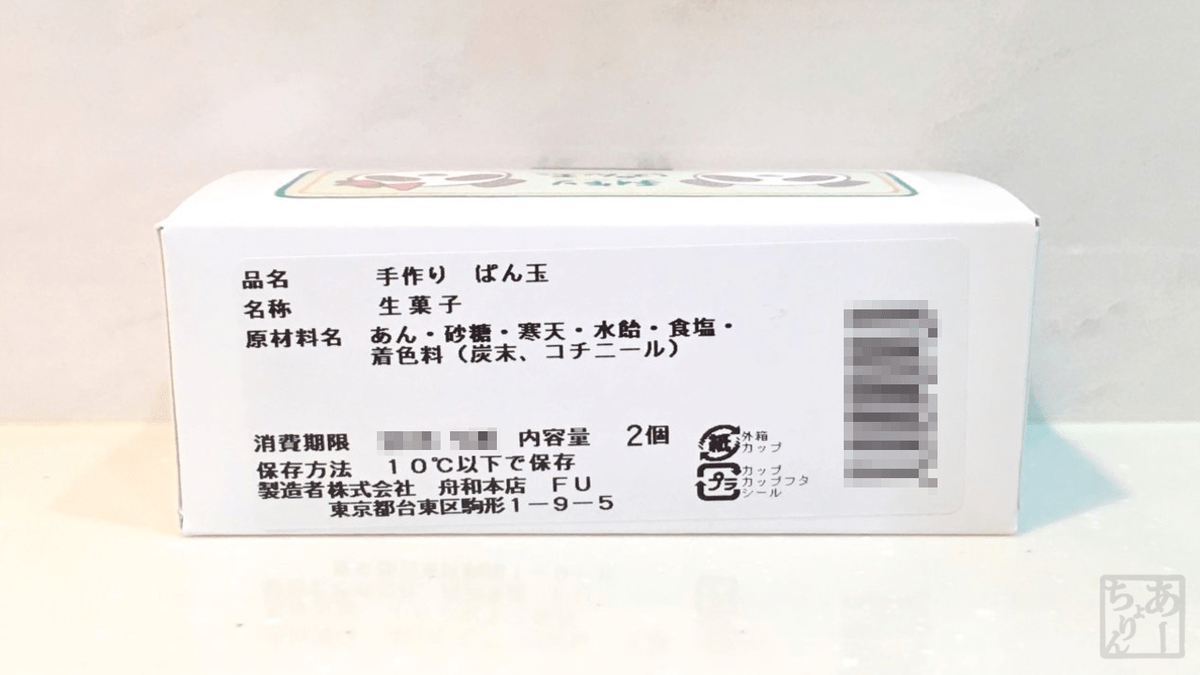 品名 手作り ぱん玉
名称 生菓子
原材料名 あん・砂糖・寒天・水飴・食塩・
着色料（炭末、コチニール）
消費期限 内容量 2個
保存方法 10℃以下で保存
製造者株式会社 舟和本店 FU
東京都台東区駒形1－9－5
紙 外箱
カップ
プラ カップ
カップフタ
シール
あー
ちょりん